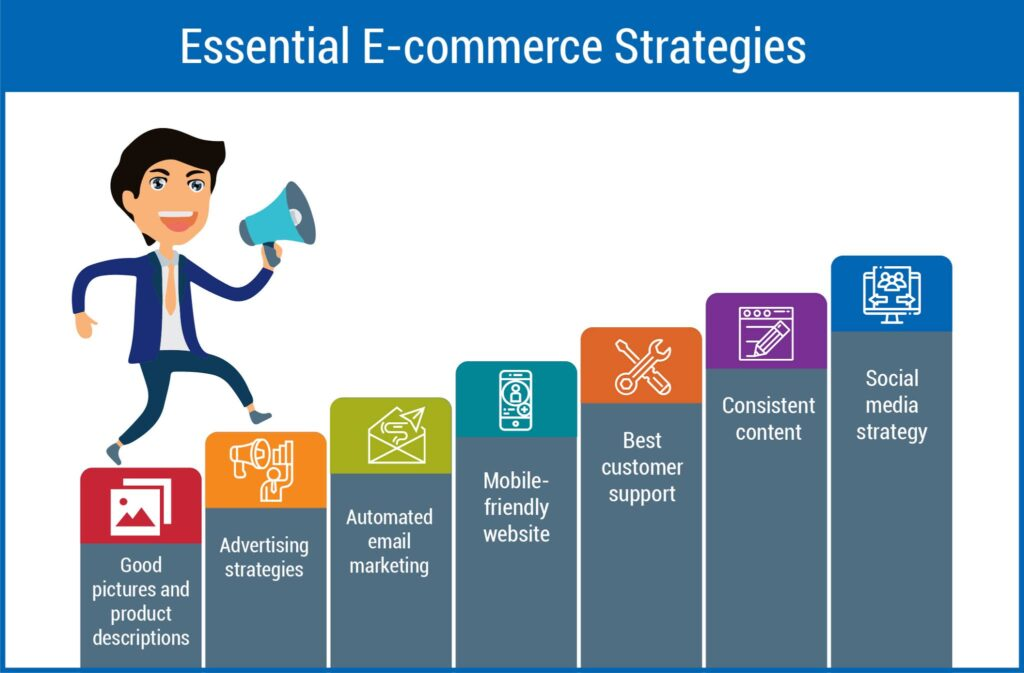 Essential E-commerce Strategies
Good
pictures and
product
descriptions
Advertising
strategies
Automated
email
marketing
Mobile-
friendly
website
Best
customer
support
Consistent
content
Social
media
strategy